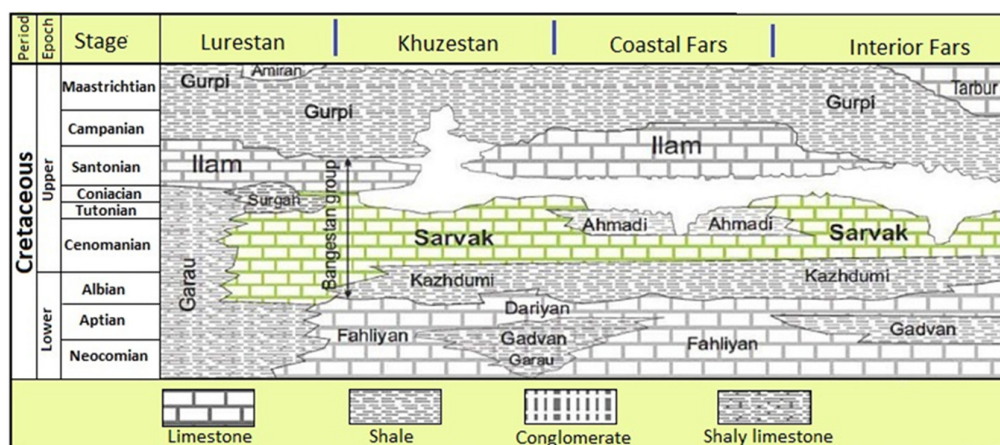 Period Epoch Stage Lurestan Khuzestan Coastal Fars Interior Fars
Cretaceous
Upper
Lower
Maastrichtian
Campanian
Santonian
Coniacian
Tutonian
Cenomanian
Albian
Aptian
Neocomian
Gurpi Amiran
Gurpi
Gurpi
Tarbur
Ilam
Ilam
Surgah
Bangestan group
Sarvak
Ahmadi
Ahmadi
Sarvak
Garau
Kazhdumi
Kazhdumi
Dariyan
Fahliyan
Gadvan
Garau
Fahliyan
Gadvan
Limestone
Shale
Conglomerate
Shaly limestone